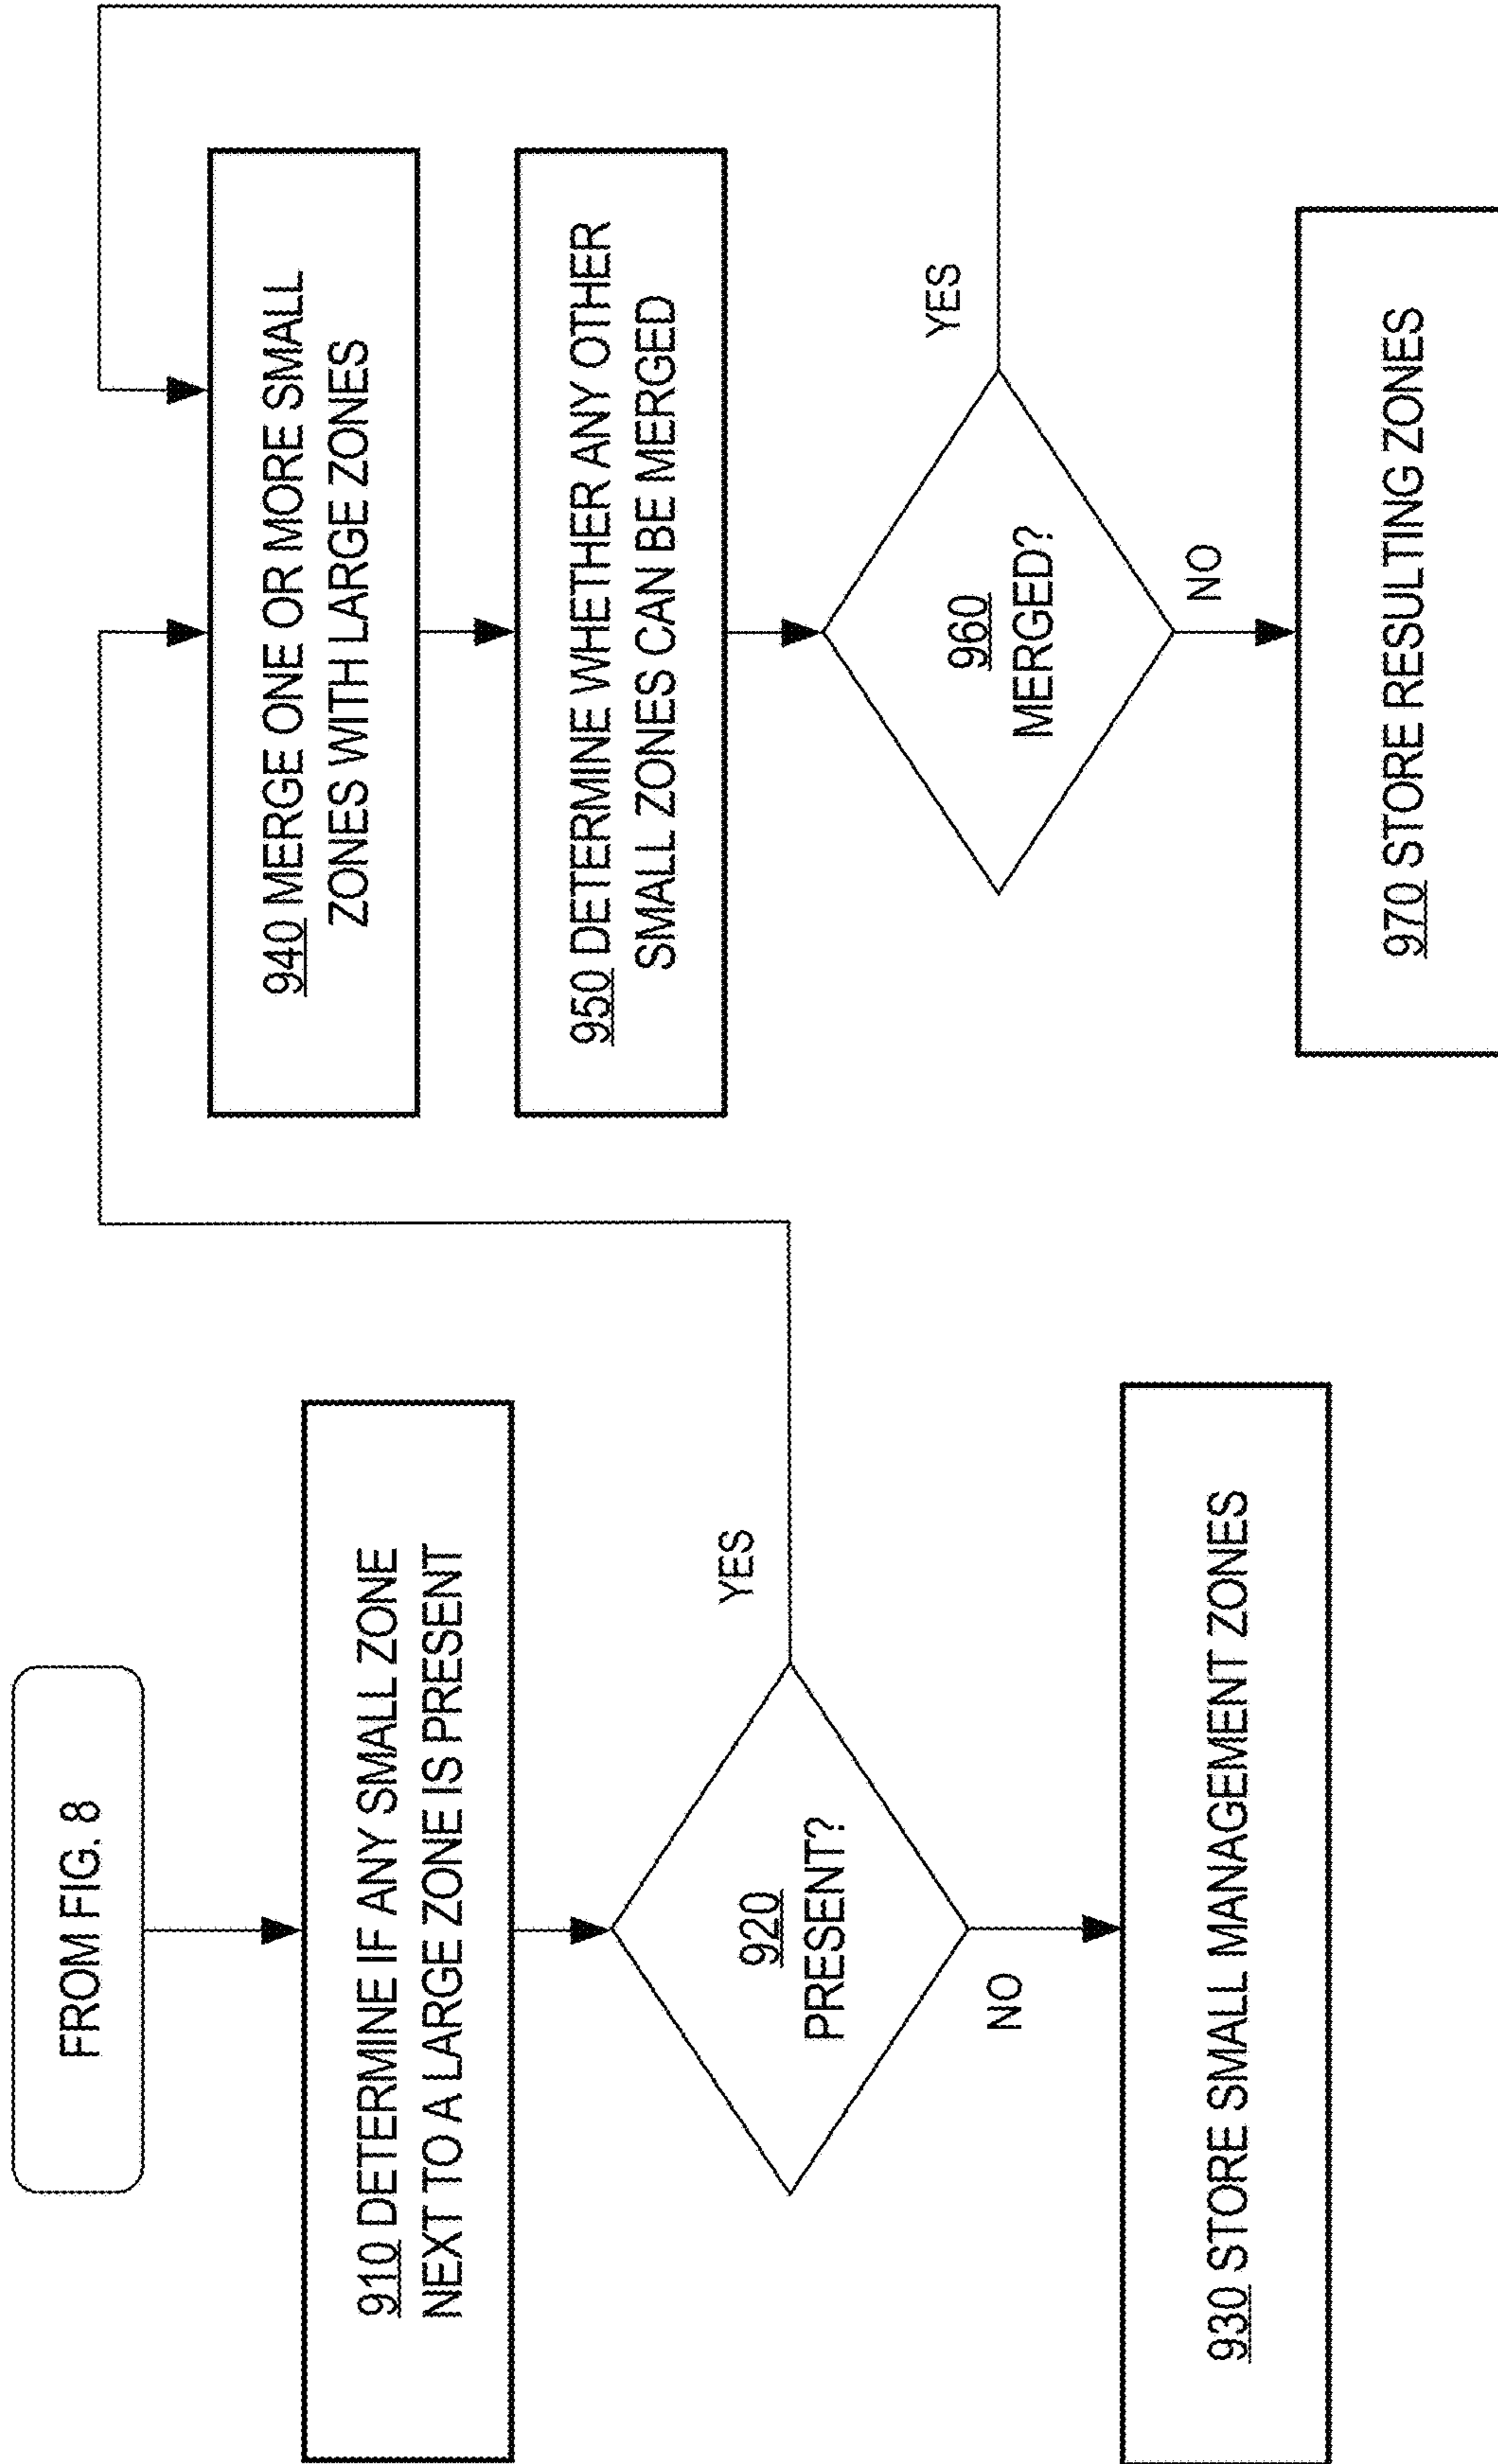 FROM FIG. 8
910 DETERMINE IF ANY SMALL ZONE
NEXT TO A LARGE ZONE IS PRESENT
920
PRESENT?
YES
NO
930 STORE SMALL MANAGEMENT ZONES
940 MERGE ONE OR MORE SMALL
ZONES WITH LARGE ZONES
950 DETERMINE WHETHER ANY OTHER
SMALL ZONES CAN BE MERGED
960
MERGED?
YES
NO
970 STORE RESULTING ZONES